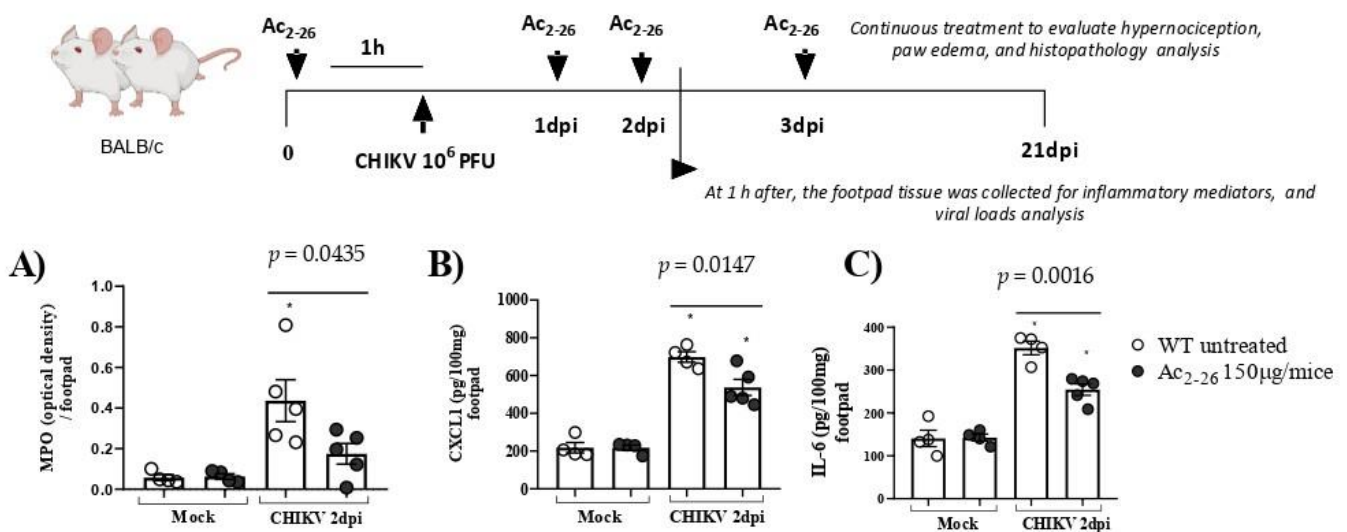 Ac2-26
1h
Ac2-26
Ac2-26
Ac2-26
Continuous treatment to evaluate hypernociception,
paw edema, and histopathology analysis
BALB/c
0
CHIKV 10^6 PFU
1dpi
2dpi
3dpi
21dpi
At 1 h after, the footpad tissue was collected for inflammatory mediators, and
viral loads analysis
A)
p = 0.0435
MPO (optical density)
/ footpad
1.0
0.8
0.6
0.4
0.2
0.0
*
Mock
CHIKV 2dpi
B)
p = 0.0147
CXCL1 (pg/100mg)
footpad
1000
800
600
400
200
0
*
*
Mock
CHIKV 2dpi
C)
p = 0.0016
IL-6 (pg/100mg)
footpad
400
300
200
100
0
*
*
Mock
CHIKV 2dpi
WT untreated
Ac2-26 150µg/mice